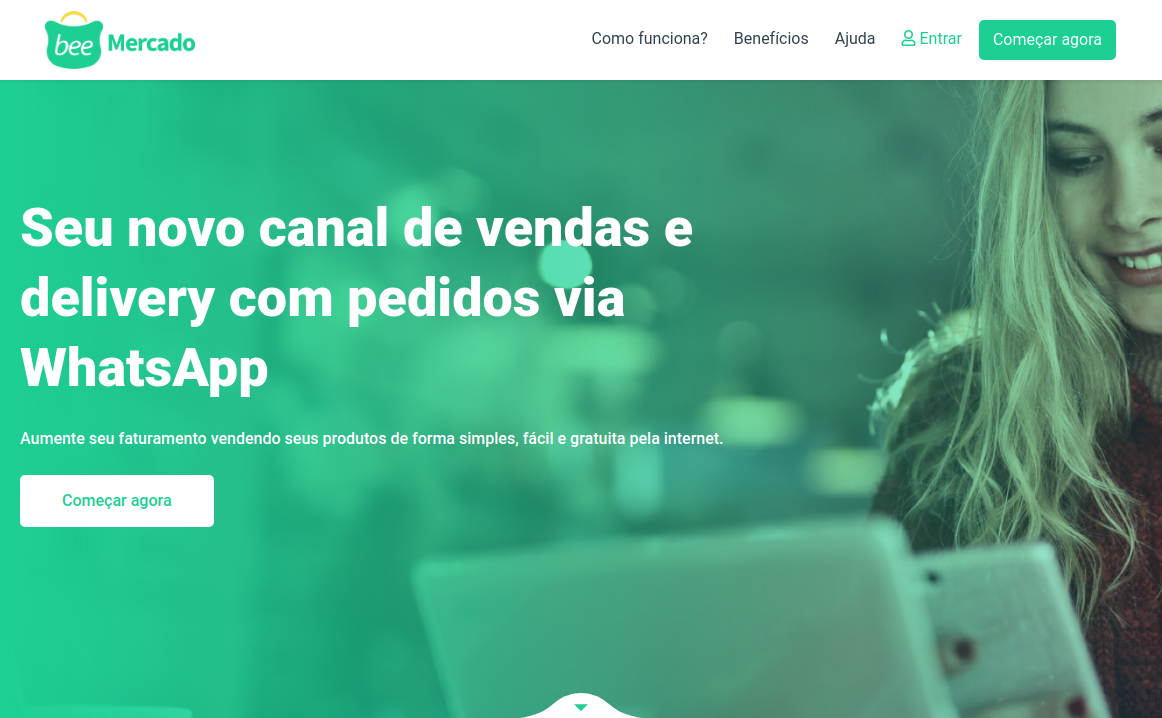 bee Mercado
Como funciona?
Benefícios
Ajuda
Entrar
Começar agora
Seu novo canal de vendas e
delivery com pedidos via
WhatsApp
Aumente seu faturamento vendendo seus produtos de forma simples, fácil e gratuita pela internet.
Começar agora